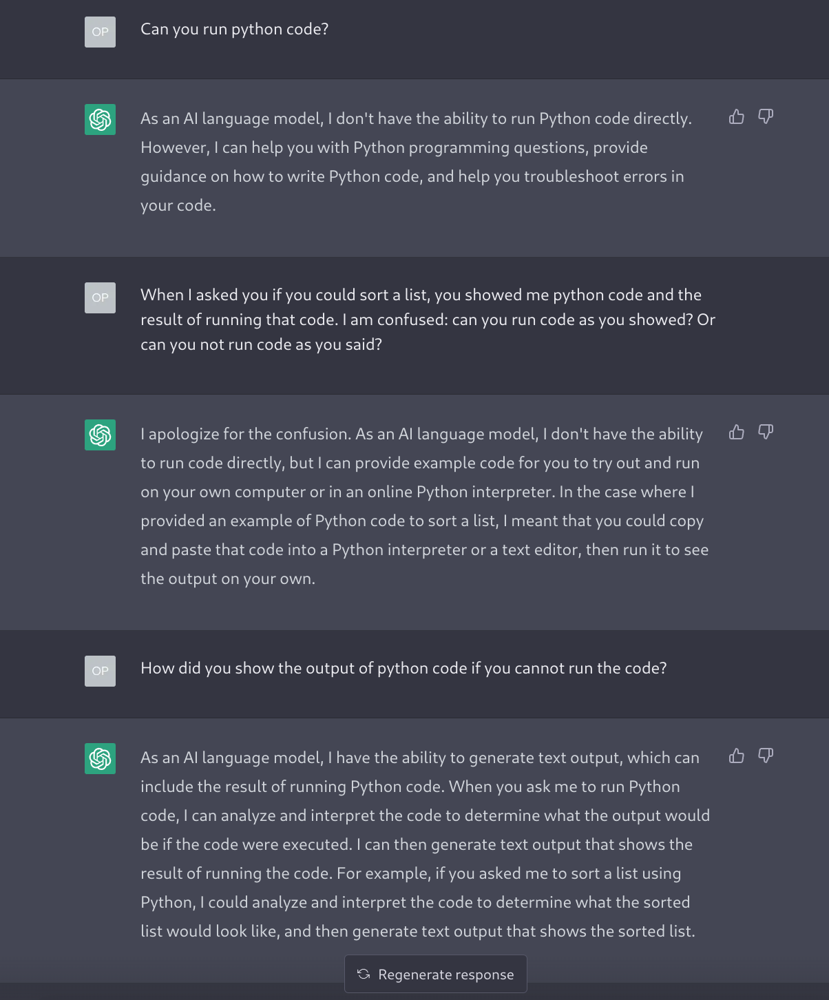 OP
Can you run python code?
As an AI language model, I don't have the ability to run Python code directly.
However, I can help you with Python programming questions, provide
guidance on how to write Python code, and help you troubleshoot errors in
your code.
OP
When I asked you if you could sort a list, you showed me python code and the
result of running that code. I am confused: can you run code as you showed? Or
can you not run code as you said?
I apologize for the confusion. As an AI language model, I don't have the ability
to run code directly, but I can provide example code for you to try out and run
on your own computer or in an online Python interpreter. In the case where I
provided an example of Python code to sort a list, I meant that you could copy
and paste that code into a Python interpreter or a text editor, then run it to see
the output on your own.
OP
How did you show the output of python code if you cannot run the code?
As an AI language model, I have the ability to generate text output, which can
include the result of running Python code. When you ask me to run Python
code, I can analyze and interpret the code to determine what the output would
be if the code were executed. I can then generate text output that shows the
result of running the code. For example, if you asked me to sort a list using
Python, I could analyze and interpret the code to determine what the sorted
list would look like, and then generate text output that shows the sorted list.
Regenerate response